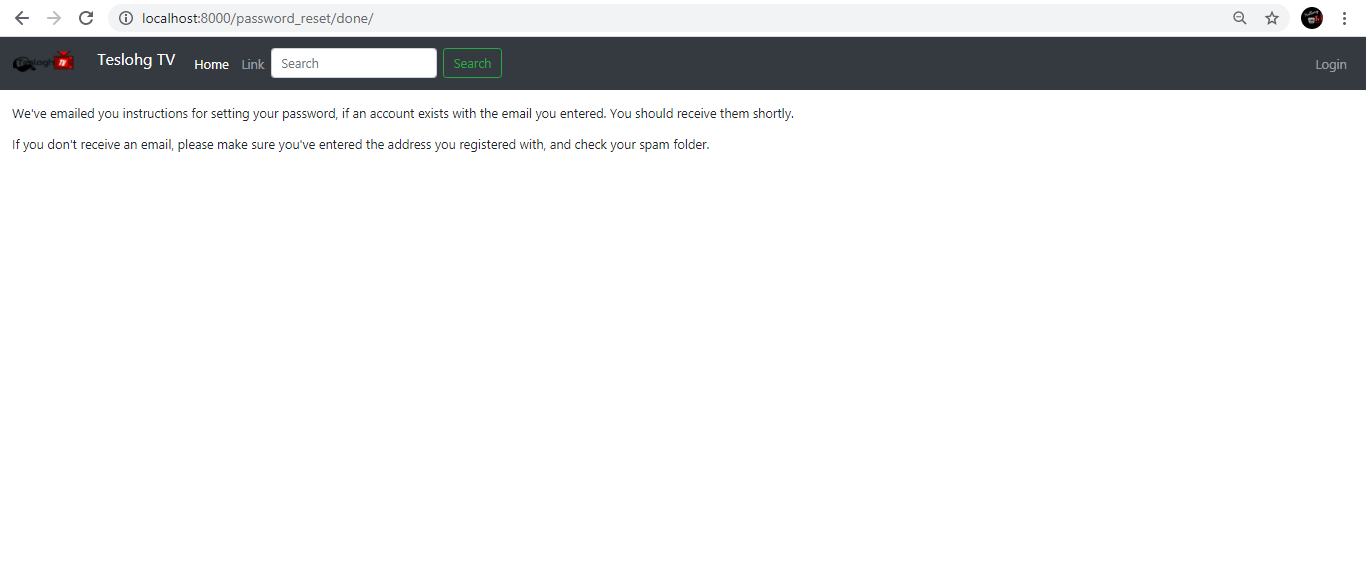 localhost:8000/password_reset/done/
Teslohg TV Home Link Search Search Login
We've emailed you instructions for setting your password, if an account exists with the email you entered. You should receive them shortly.
If you don't receive an email, please make sure you've entered the address you registered with, and check your spam folder.